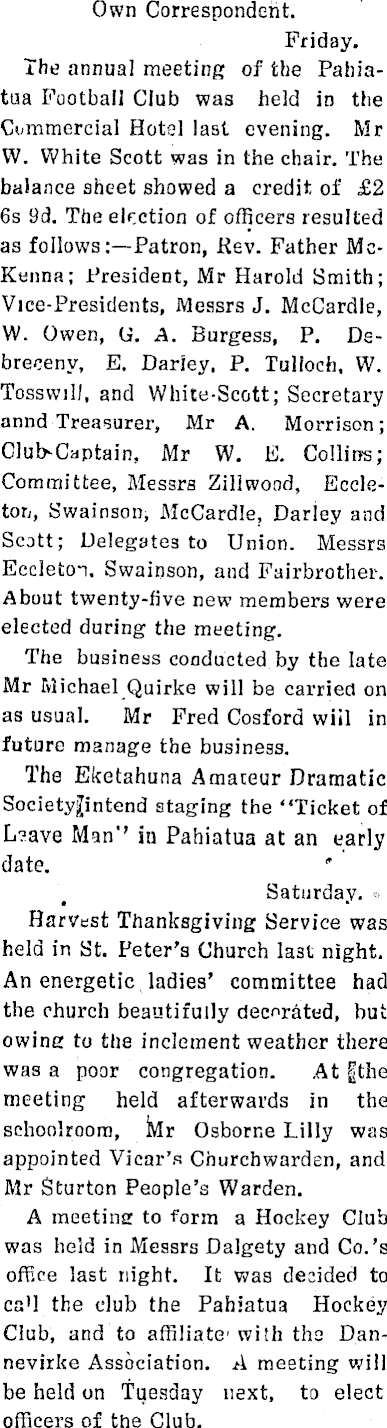 Own Correspondent.
Friday.
The annual meeting of the Pahia-
tua Football Club was held in the
Commercial Hotel last evening. Mr
W. White Scott was in the chair. The
balance sheet showed a credit of £2
6s 9d. The election of officers resulted
as follows:—Patron, Rev. Father Mc-
Kenna; President, Mr Harold Smith;
Vice-Presidents, Messrs J. McCardle,
W. Owen, G. A. Burgess, P. De-
breceny, E. Darley, P. Tulloch, W.
Tosswill, and White-Scott; Secretary
annd Treasurer, Mr A. Morrison;
Club-Captain, Mr W. E. Collins;
Committee, Messrs Zillwood, Eccle-
ton, Swainson, McCardle, Darley and
Scott; Delegates to Union. Messrs
Eccleton, Swainson, and Fairbrother.
About twenty-five new members were
elected during the meeting.
The business conducted by the late
Mr Michael Quirke will be carried on
as usual. Mr Fred Cosford will in
future manage the business.
The Eketahuna Amateur Dramatic
Society intend staging the "Ticket of
Leave Man" in Pahiatua at an early
date.
Saturday.
Harvest Thanksgiving Service was
held in St. Peter's Church last night.
An energetic ladies' committee had
the church beautifully decorated, but
owing to the inclement weather there
was a poor congregation. At the
meeting held afterwards in the
schoolroom, Mr Osborne Lilly was
appointed Vicar's Churchwarden, and
Mr Sturton People's Warden.
A meeting to form a Hockey Club
was held in Messrs Dalgety and Co.'s
office last night. It was decided to
call the club the Pahiatua Hockey
Club, and to affiliate with the Dan-
nevirke Association. A meeting will
be held on Tuesday next, to elect
officers of the Club.